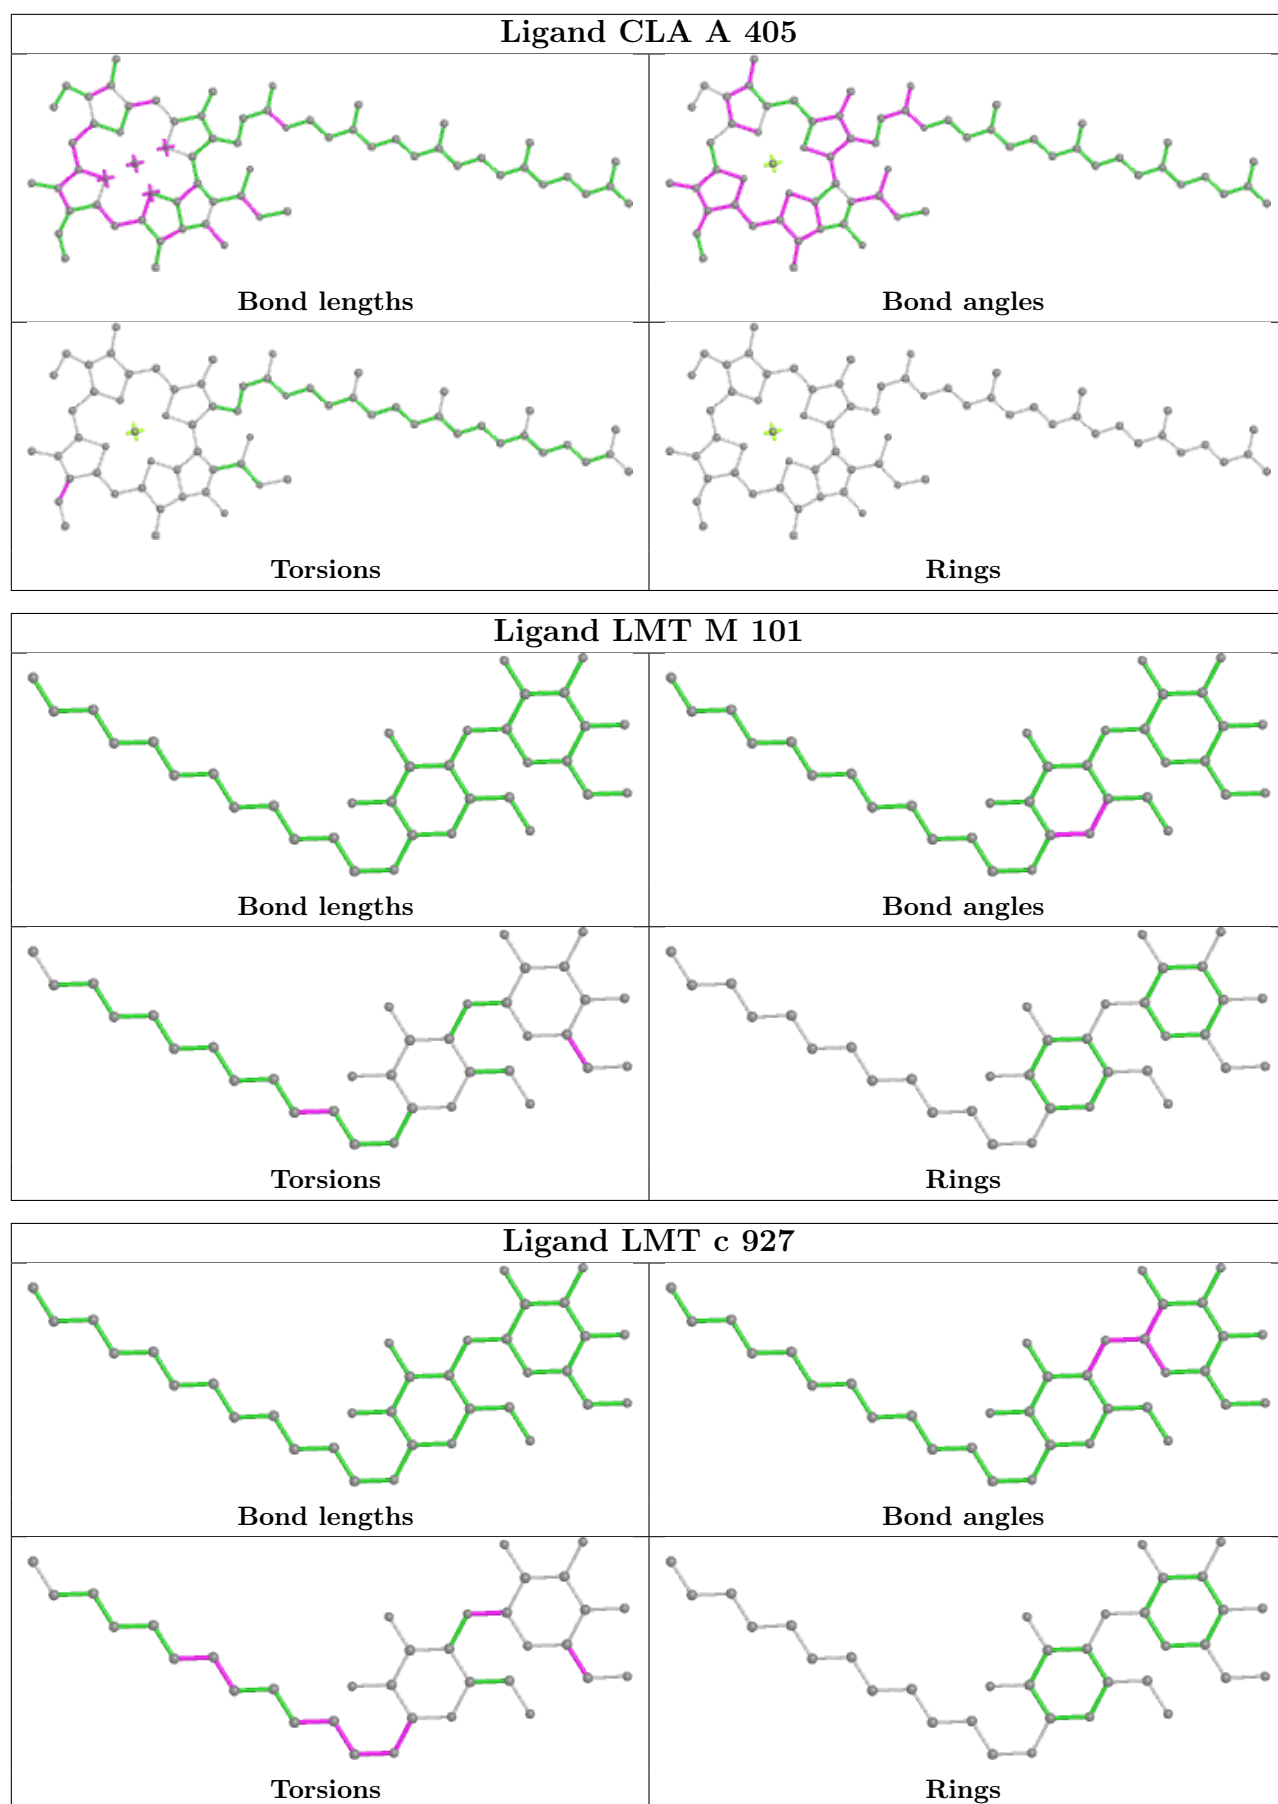 Ligand CLA A 405
Bond lengths
Bond angles
Torsions
Rings
Ligand LMT M 101
Bond lengths
Bond angles
Torsions
Rings
Ligand LMT c 927
Bond lengths
Bond angles
Torsions
Rings